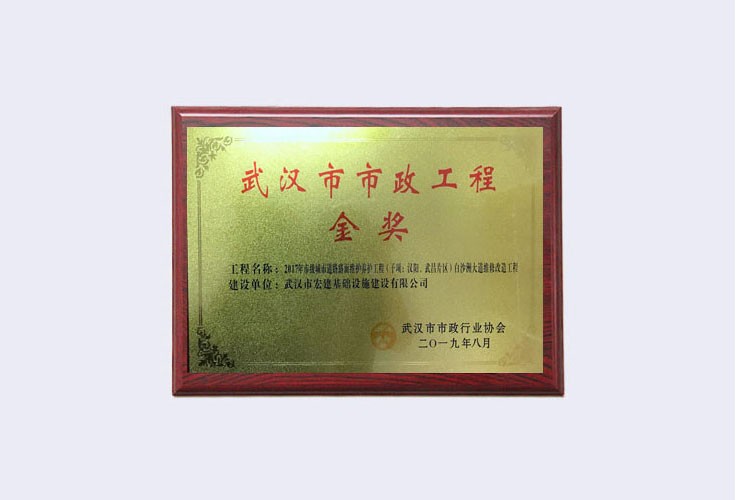 武汉市市政工程
金奖
工程名称：2017年市级城市道路路面维护养护工程（子项：汉阳、武昌片区）白沙洲大道维修改造工程
建设单位：武汉市宏建基础设施建设有限公司
武汉市市政行业协会
二〇一九年八月